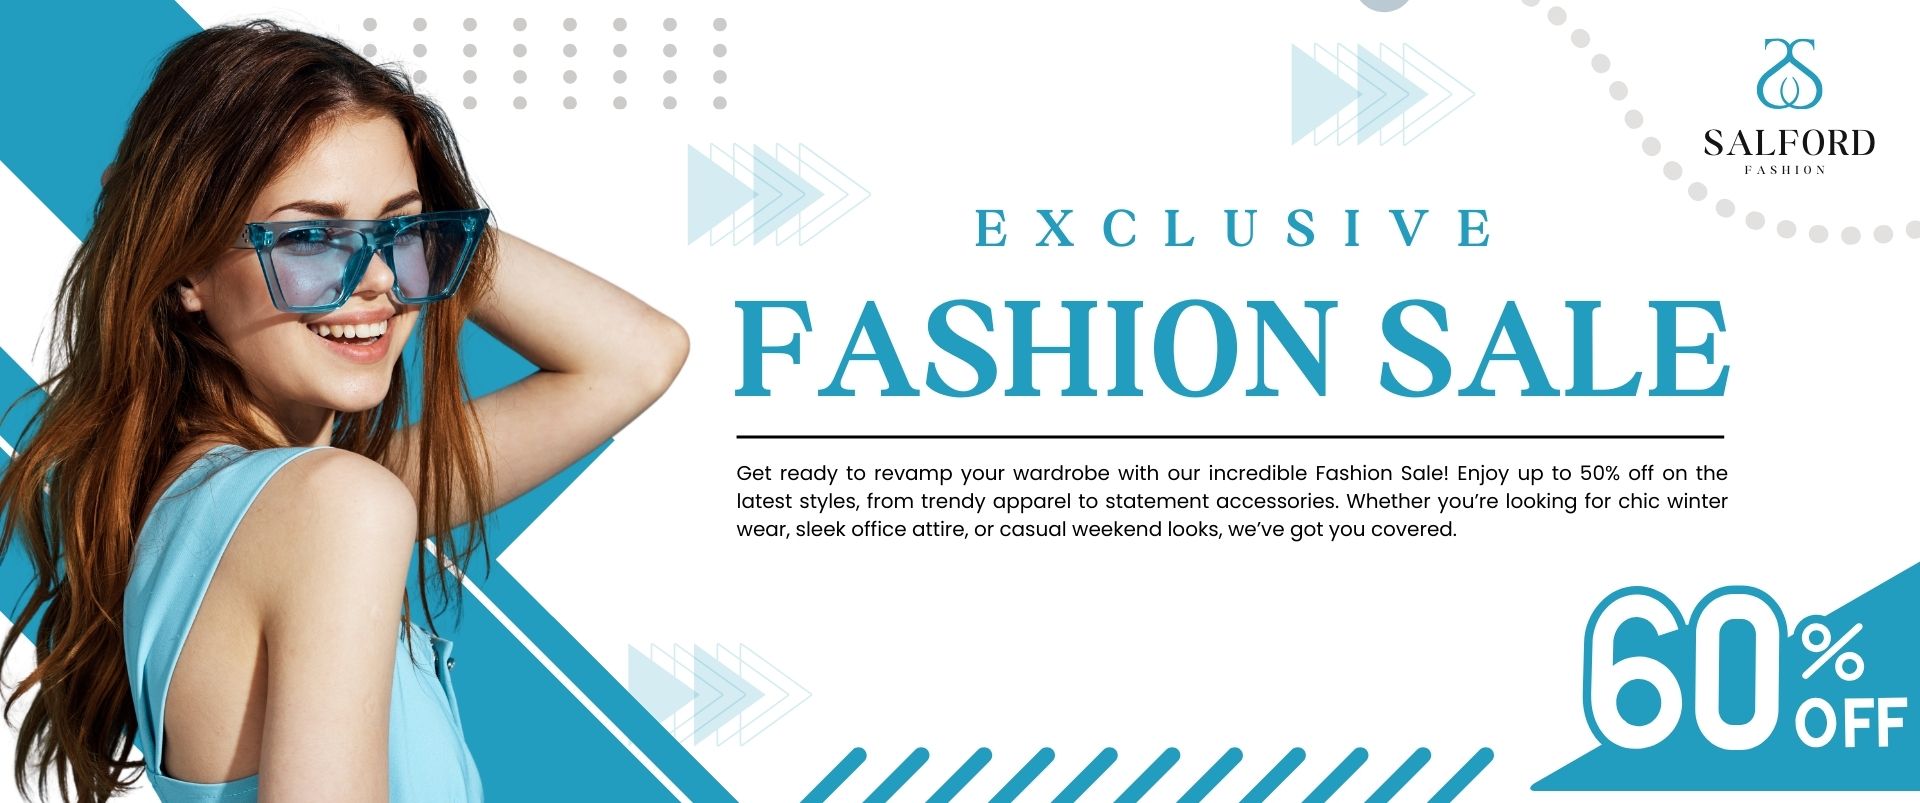 SALFORD
FASHION
EXCLUSIVE
FASHION SALE
Get ready to revamp your wardrobe with our incredible Fashion Sale! Enjoy up to 50% off on the
latest styles, from trendy apparel to statement accessories. Whether you’re looking for chic winter
wear, sleek office attire, or casual weekend looks, we’ve got you covered.
60%
OFF